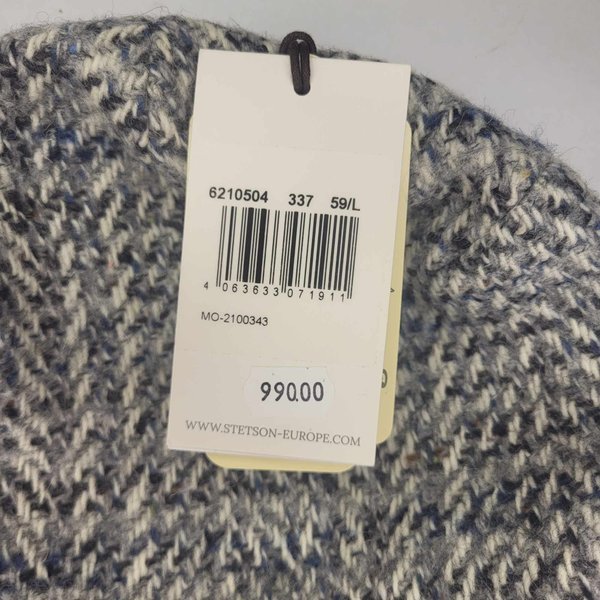 6210504 337 59/L
4 063633 071911
MO-2100343
990.00
WWW.STETSON-EUROPE.COM